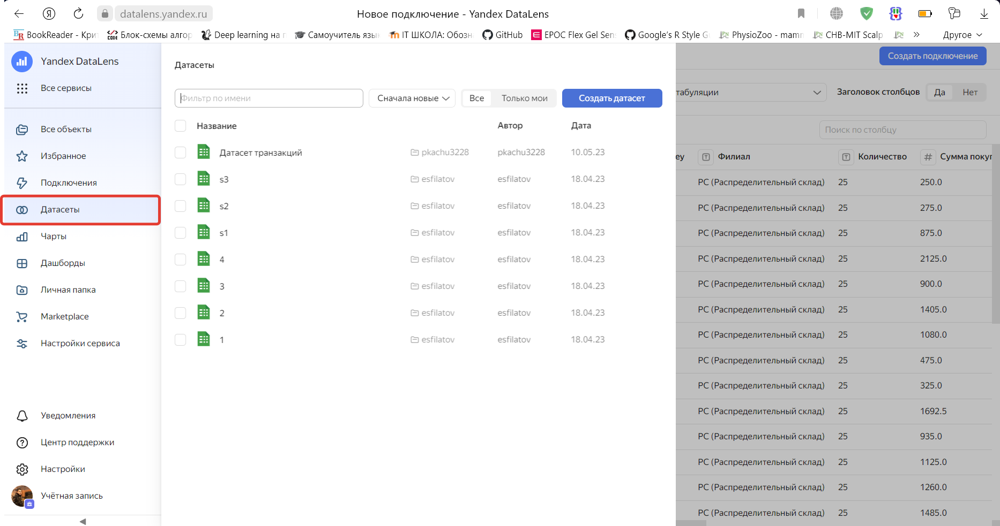 datalens.yandex.ru
Новое подключение - Yandex DataLens
BookReader - Крит
Блок-схемы алгор
Deep learning на п
Самоучитель язык
IT ШКОЛА: Обозна
GitHub
EPOC Flex Gel Sens
Google's R Style G
PhysioZoo - mamm
CHB-MIT Scalp
»
Другое
Yandex DataLens
Все сервисы
Все объекты
Избранное
Подключения
Датасеты
Чарты
Дашборды
Личная папка
Marketplace
Настройки сервиса
Уведомления
Центр поддержки
Настройки
Учётная запись
Датасеты
Фильтр по имени
Сначала новые
Все
Только мои
Создать датасет
Название Автор Дата
Датасет транзакций pkachu3228 pkachu3228 10.05.23
s3 esfilatov esfilatov 18.04.23
s2 esfilatov esfilatov 18.04.23
s1 esfilatov esfilatov 18.04.23
4 esfilatov esfilatov 18.04.23
3 esfilatov esfilatov 18.04.23
2 esfilatov esfilatov 18.04.23
1 esfilatov esfilatov 18.04.23
Создать подключение
табуляции
Заголовок столбцов
Да
Нет
Поиск по столбцу
ey Филиал Количество # Сумма покуп
РС (Распределительный склад) 25 250.0
РС (Распределительный склад) 25 275.0
РС (Распределительный склад) 25 875.0
РС (Распределительный склад) 25 2125.0
РС (Распределительный склад) 25 900.0
РС (Распределительный склад) 25 1405.0
РС (Распределительный склад) 25 1080.0
РС (Распределительный склад) 25 475.0
РС (Распределительный склад) 25 325.0
РС (Распределительный склад) 25 1692.5
РС (Распределительный склад) 25 935.0
РС (Распределительный склад) 25 1125.0
РС (Распределительный склад) 25 1260.0
РС (Распределительный склад) 25 1485.0